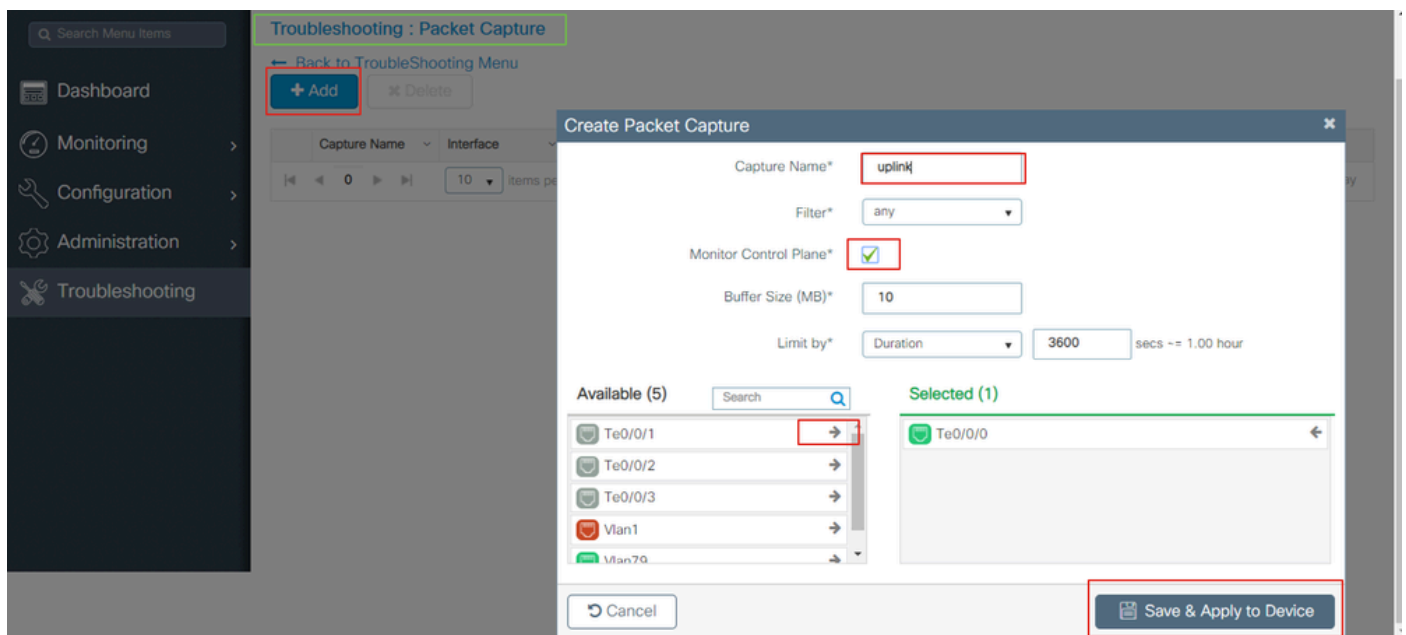 Search Menu Items
Dashboard
Monitoring
Configuration
Administration
Troubleshooting
Troubleshooting : Packet Capture
← Back to TroubleShooting Menu
+ Add
× Delete
Capture Name
Interface
0
10
items pe
ay
Create Packet Capture
Capture Name*
uplink
Filter*
any
Monitor Control Plane*
Buffer Size (MB)*
10
Limit by*
Duration
3600
secs ~= 1.00 hour
Available (5)
Search
Te0/0/1
Te0/0/2
Te0/0/3
Vlan1
Vlan79
Selected (1)
Te0/0/0
Cancel
Save & Apply to Device